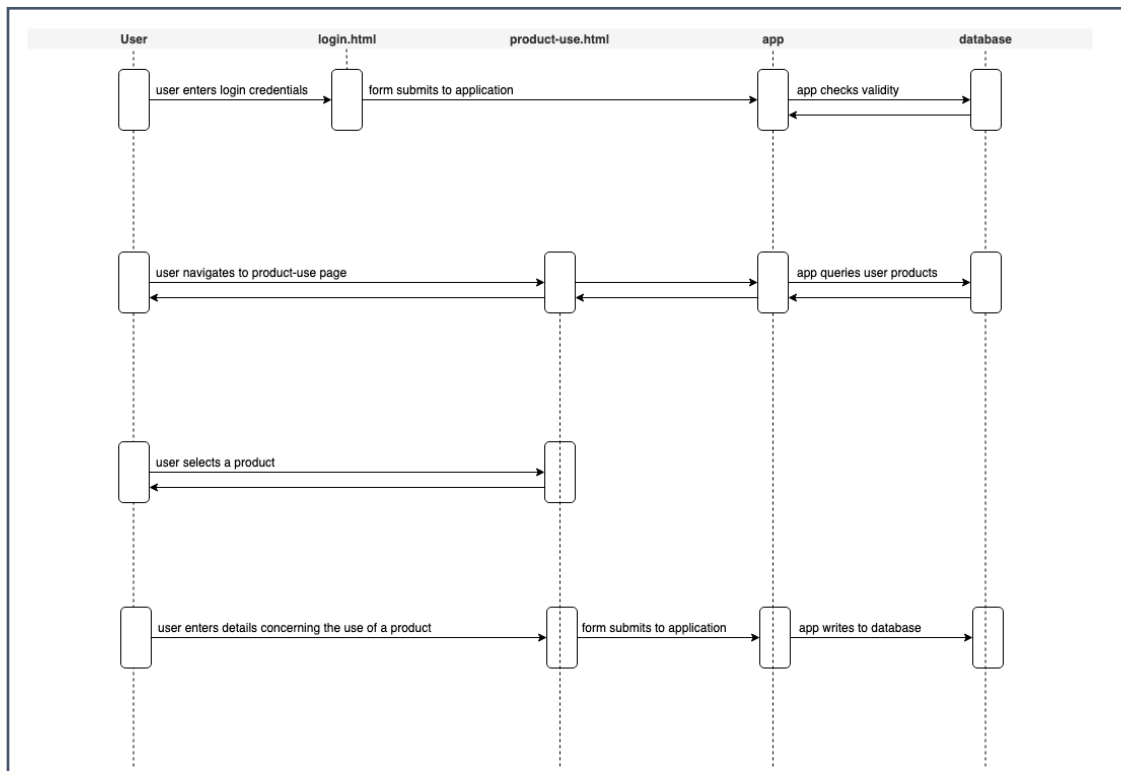 User
login.html
product-use.html
app
database
user enters login credentials
form submits to application
app checks validity
user navigates to product-use page
app queries user products
user selects a product
user enters details concerning the use of a product
form submits to application
app writes to database